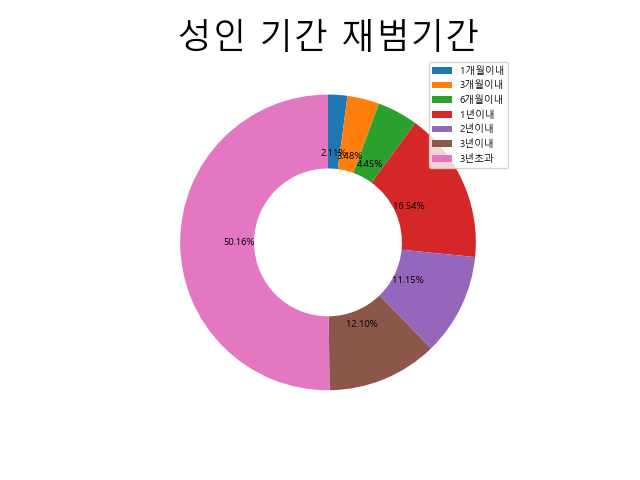 성인 기간 재범기간
1개월이내
3개월이내
6개월이내
1년이내
2년이내
3년이내
3년초과
2.11%
3.48%
4.45%
16.54%
11.15%
12.10%
50.16%